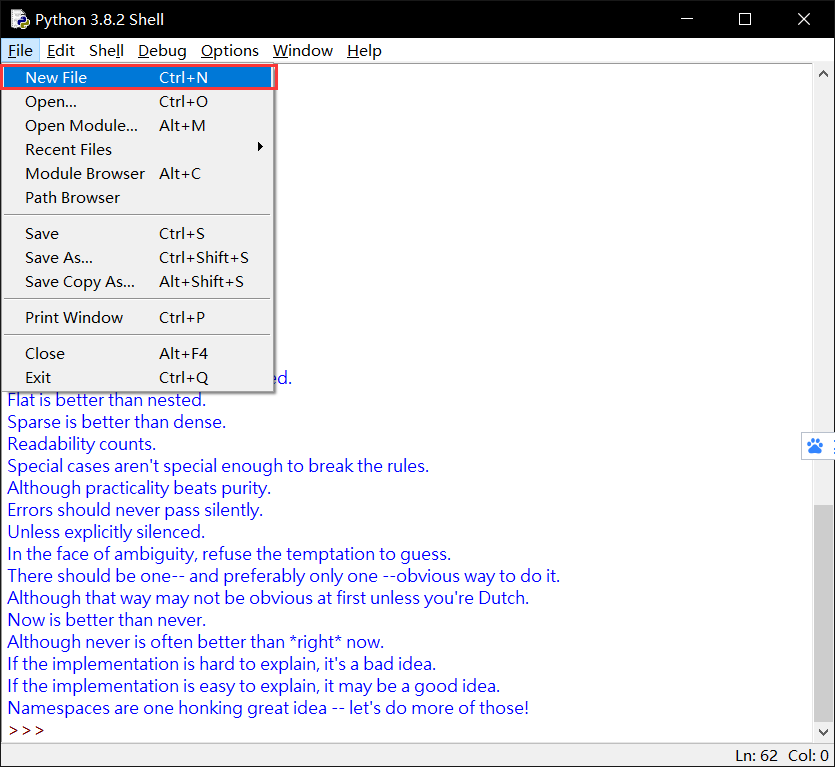 Python 3.8.2 Shell
File Edit Shell Debug Options Window Help
New File Ctrl+N
Open... Ctrl+O
Open Module... Alt+M
Recent Files
Module Browser Alt+C
Path Browser
Save Ctrl+S
Save As... Ctrl+Shift+S
Save Copy As... Alt+Shift+S
Print Window Ctrl+P
Close Alt+F4
Exit Ctrl+Q
ed.
Flat is better than nested.
Sparse is better than dense.
Readability counts.
Special cases aren't special enough to break the rules.
Although practicality beats purity.
Errors should never pass silently.
Unless explicitly silenced.
In the face of ambiguity, refuse the temptation to guess.
There should be one-- and preferably only one --obvious way to do it.
Although that way may not be obvious at first unless you're Dutch.
Now is better than never.
Although never is often better than *right* now.
If the implementation is hard to explain, it's a bad idea.
If the implementation is easy to explain, it may be a good idea.
Namespaces are one honking great idea -- let's do more of those!
>>>
Ln: 62 Col: 0